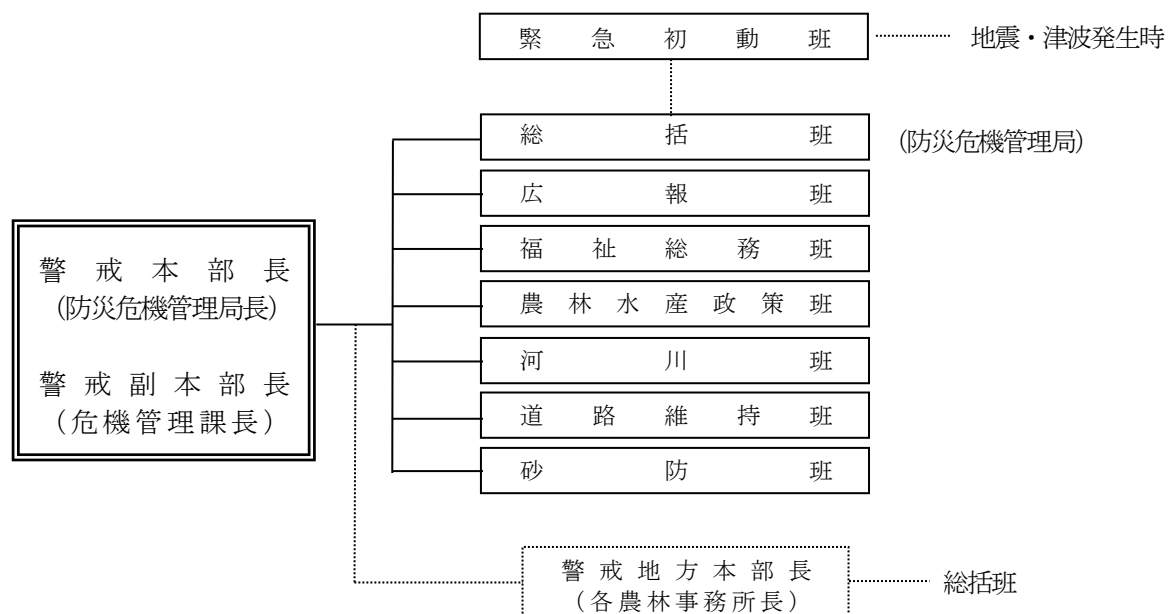 緊急初動班
地震・津波発生時
総括班
(防災危機管理局)
広報班
福祉総務班
農林水産政策班
河川班
道路維持班
砂防班
警戒本部長
(防災危機管理局長)
警戒副本部長
(危機管理課長)
警戒地方本部長
(各農林事務所長)
総括班